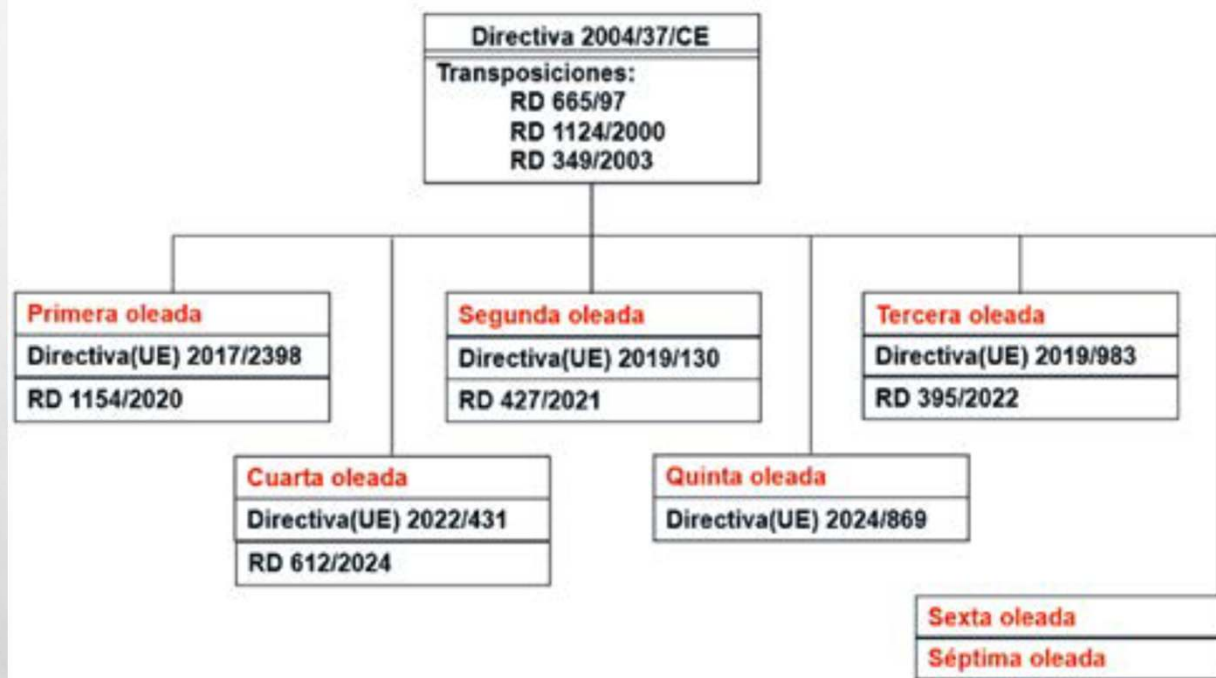 Directiva 2004/37/CE
Transposiciones:
RD 665/97
RD 1124/2000
RD 349/2003
Primera oleada
Directiva(UE) 2017/2398
RD 1154/2020
Segunda oleada
Directiva(UE) 2019/130
RD 427/2021
Tercera oleada
Directiva(UE) 2019/983
RD 395/2022
Cuarta oleada
Directiva(UE) 2022/431
RD 612/2024
Quinta oleada
Directiva(UE) 2024/869
Sexta oleada
Séptima oleada